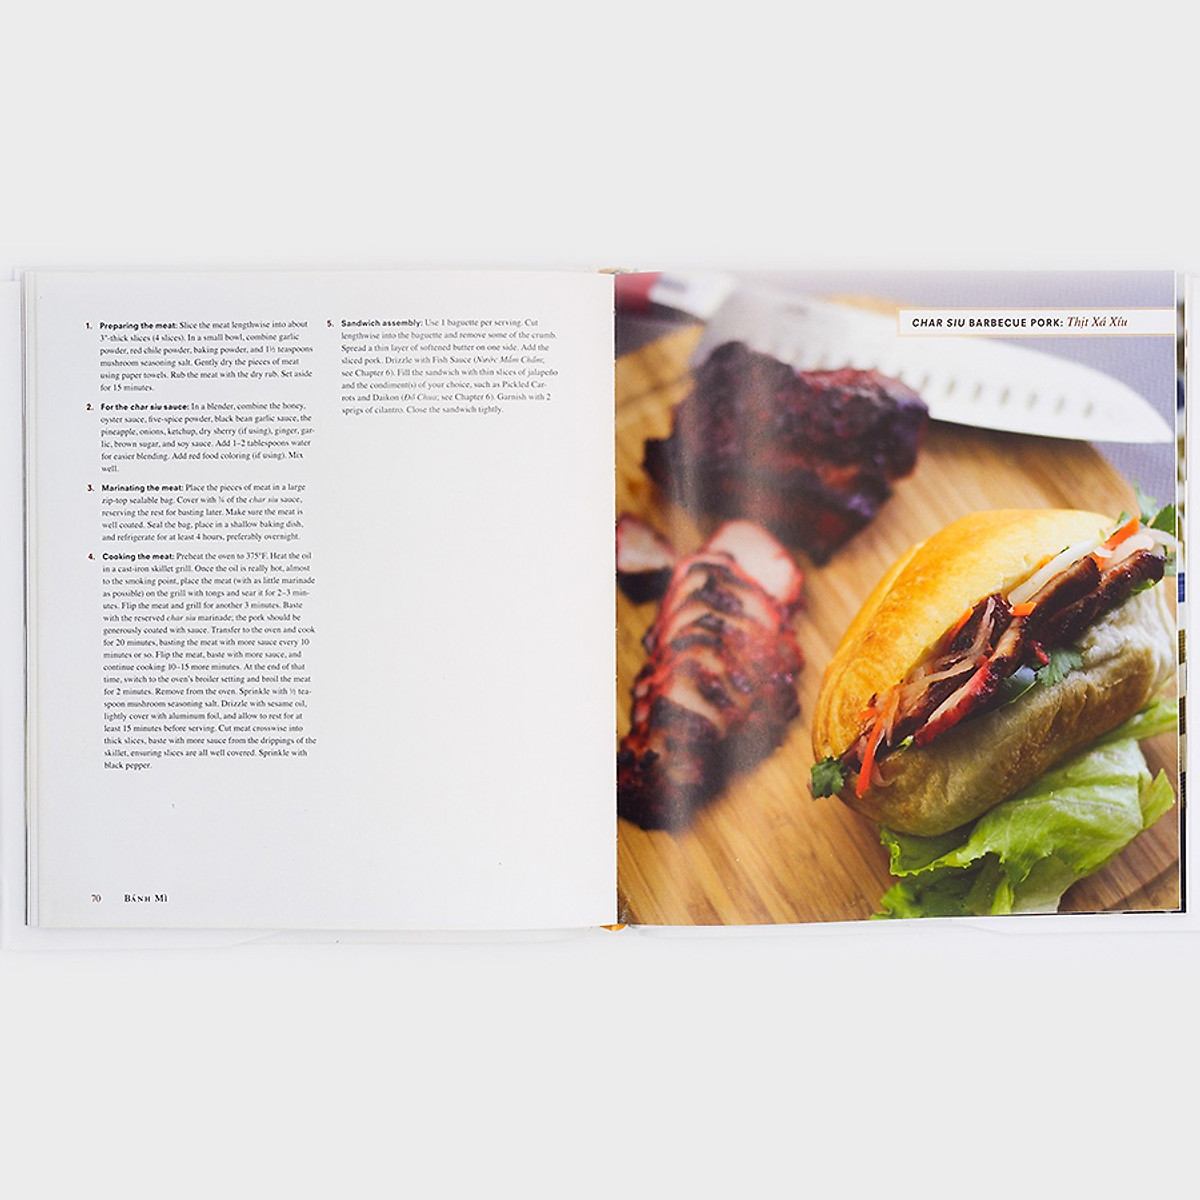 1. Preparing the meat: Slice the meat lengthwise into about
3"-thick slices (4 slices). In a small bowl, combine garlic
powder, red chile powder, baking powder, and 1½ teaspoons
mushroom seasoning salt. Gently dry the pieces of meat
using paper towels. Rub the meat with the dry rub. Set aside
for 15 minutes.
2. For the char siu sauce: In a blender, combine the honey,
oyster sauce, five-spice powder, black bean garlic sauce, the
pineapple, onions, ketchup, dry sherry (if using), ginger, gar-
lic, brown sugar, and soy sauce. Add 1–2 tablespoons water
for easier blending. Add red food coloring (if using). Mix
well.
3. Marinating the meat: Place the pieces of meat in a large
zip-top sealable bag. Cover with ¾ of the char siu sauce,
reserving the rest for basting later. Make sure the meat is
well coated. Seal the bag, place in a shallow baking dish,
and refrigerate for at least 4 hours, preferably overnight.
4. Cooking the meat: Preheat the oven to 375°F. Heat the oil
in a cast-iron skillet grill. Once the oil is really hot, almost
to the smoking point, place the meat (with as little marinade
as possible) on the grill with tongs and sear it for 2–3 min-
utes. Flip the meat and grill for another 3 minutes. Baste
with the reserved char siu marinade; the pork should be
generously coated with sauce. Transfer to the oven and cook
for 20 minutes, basting the meat with more sauce every 10
minutes or so. Flip the meat, baste with more sauce, and
continue cooking 10–15 more minutes. At the end of that
time, switch to the oven's broiler setting and broil the meat
for 2 minutes. Remove from the oven. Sprinkle with ½ tea-
spoon mushroom seasoning salt. Drizzle with sesame oil,
lightly cover with aluminum foil, and allow to rest for at
least 15 minutes before serving. Cut meat crosswise into
thick slices, baste with more sauce from the drippings of the
skillet, ensuring slices are all well covered. Sprinkle with
black pepper.
5. Sandwich assembly: Use 1 baguette per serving. Cut
lengthwise into the baguette and remove some of the crumb.
Spread a thin layer of softened butter on one side. Add the
sliced pork. Drizzle with Fish Sauce (Nước Mắm Chấm;
see Chapter 6). Fill the sandwich with thin slices of jalapeño
and the condiment(s) of your choice, such as Pickled Car-
rots and Daikon (Đồ Chua; see Chapter 6). Garnish with 2
sprigs of cilantro. Close the sandwich tightly.
70 BÁNH MÌ
CHAR SIU BARBECUE PORK: Thịt Xá Xíu